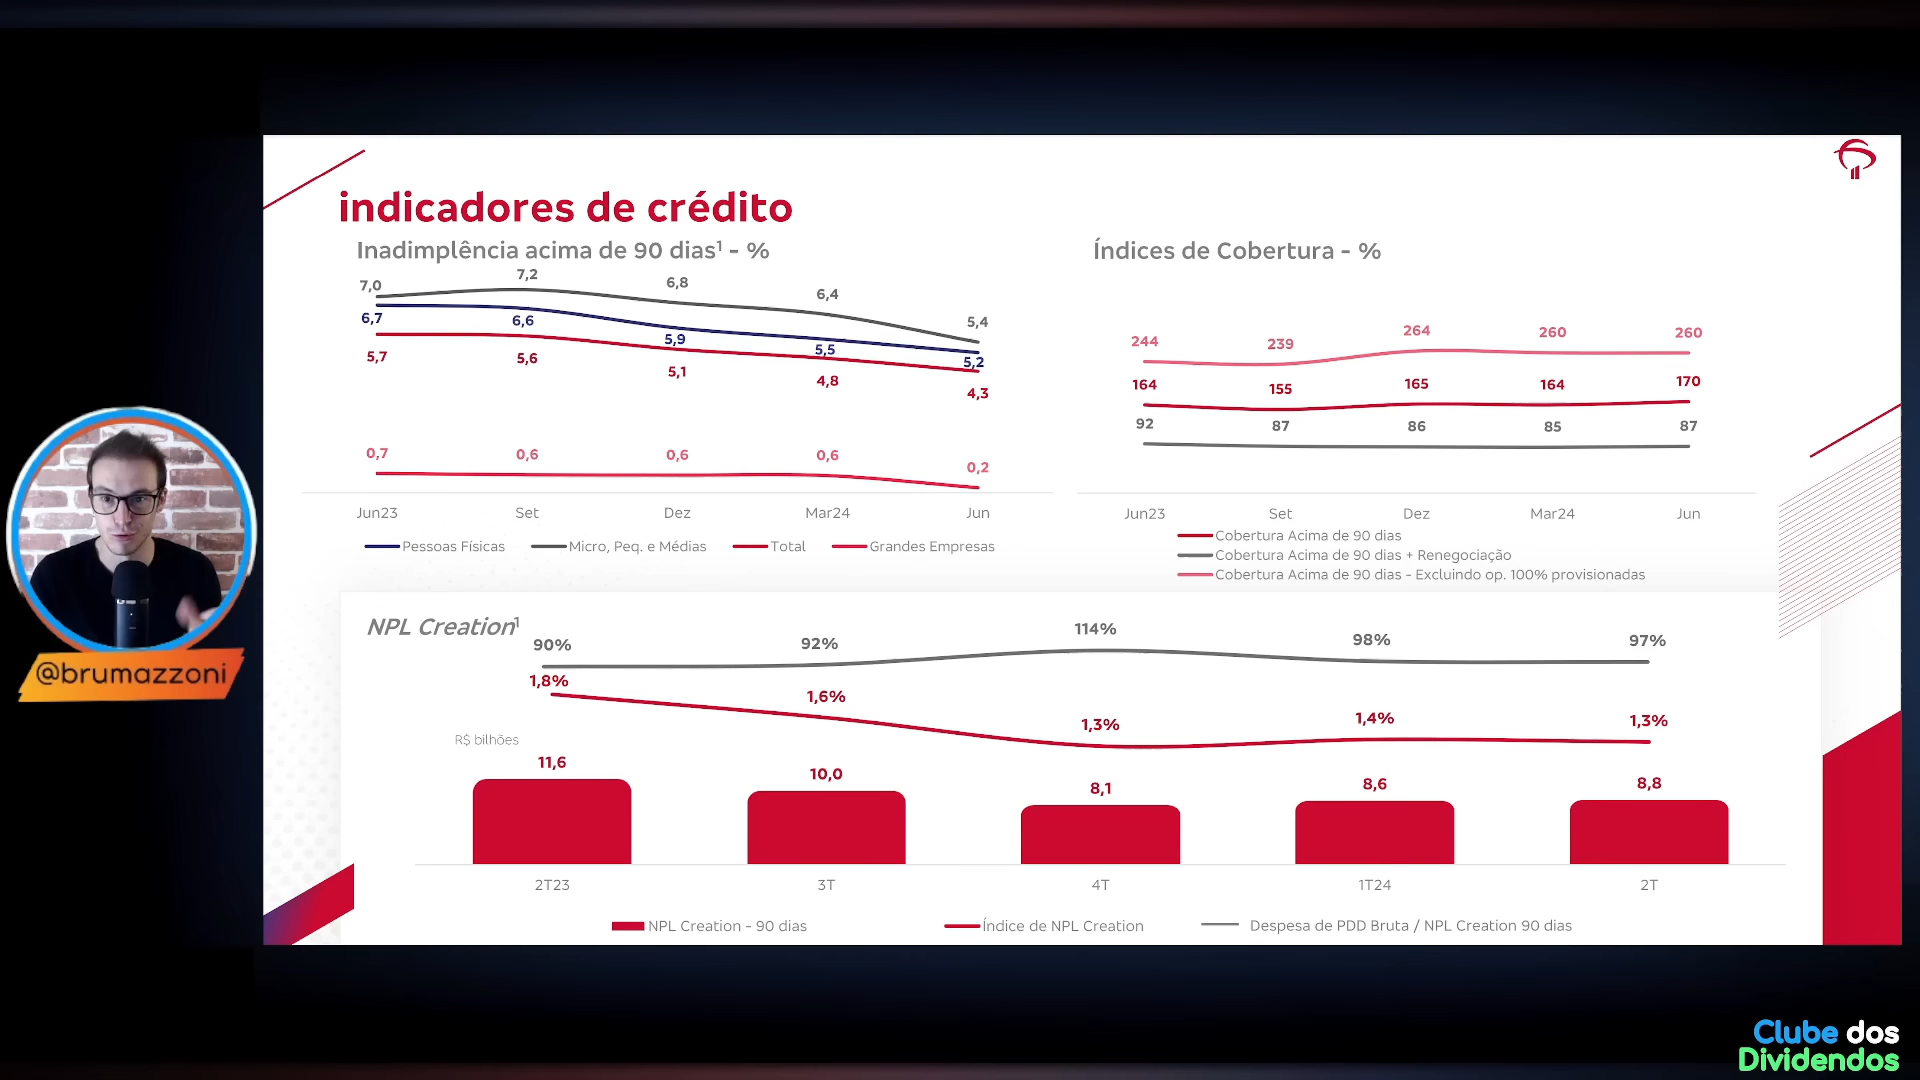 indicadores de crédito
Inadimplência acima de 90 dias¹ - %
7,0 7,2 6,8 6,4 5,4
6,7 6,6 5,9 5,5 5,2
5,7 5,6 5,1 4,8 4,3
0,7 0,6 0,6 0,6 0,2
Jun23 Set Dez Mar24 Jun
Pessoas Físicas Micro, Peq. e Médias Total Grandes Empresas
Índices de Cobertura - %
244 239 264 260 260
164 155 165 164 170
92 87 86 85 87
Jun23 Set Dez Mar24 Jun
Cobertura Acima de 90 dias
Cobertura Acima de 90 dias + Renegociação
Cobertura Acima de 90 dias - Excluindo op. 100% provisionadas
NPL Creation¹
90% 92% 114% 98% 97%
1,8% 1,6% 1,3% 1,4% 1,3%
R$ bilhões
11,6 10,0 8,1 8,6 8,8
2T23 3T 4T 1T24 2T
NPL Creation - 90 dias Índice de NPL Creation Despesa de PDD Bruta / NPL Creation 90 dias
@brumazzoni
Clube dos
Dividendos